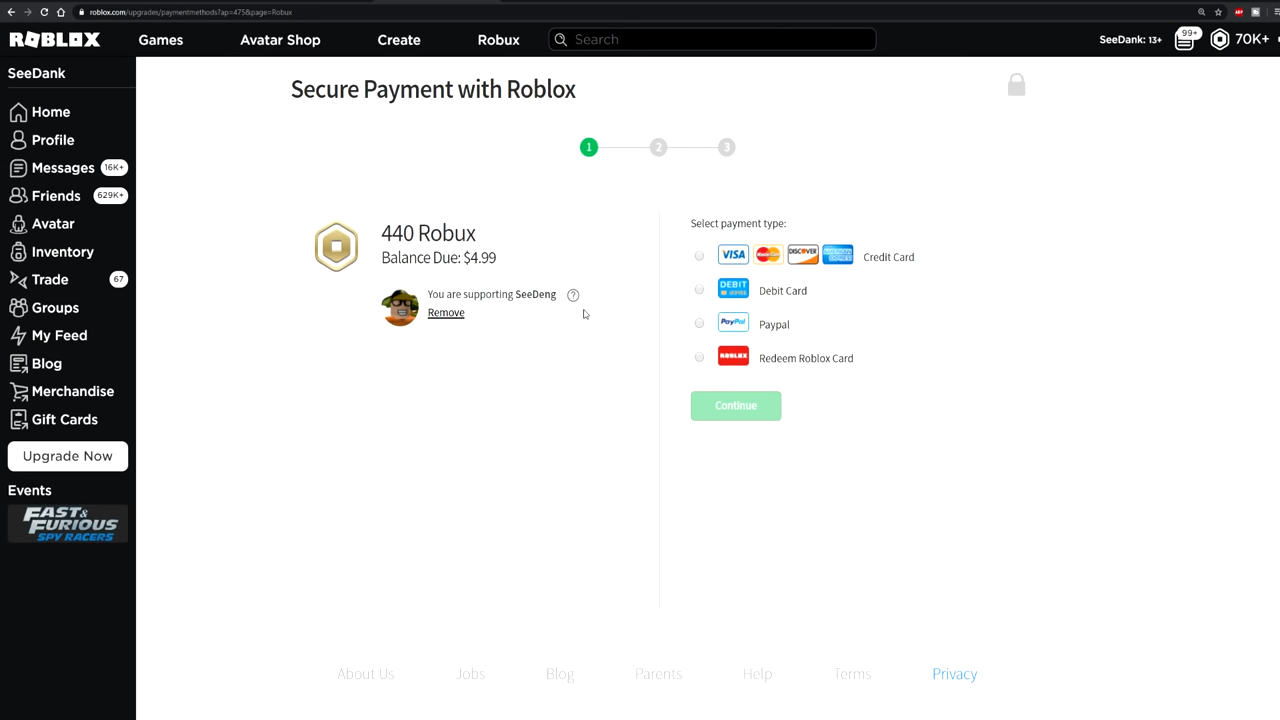 roblox.com/upgrades/paymentmethods?ap=475&page=Robux
ROBLOX
Games
Avatar Shop
Create
Robux
Search
SeeDank: 13+
99+
70K+
SeeDank
Home
Profile
Messages 16K+
Friends 629K+
Avatar
Inventory
Trade 67
Groups
My Feed
Blog
Merchandise
Gift Cards
Upgrade Now
Events
FAST &
FURIOUS
SPY RACERS
Secure Payment with Roblox
1 2 3
440 Robux
Balance Due: $4.99
You are supporting SeeDeng ?
Remove
Select payment type:
VISA MasterCard DISCOVER AMERICAN EXPRESS Credit Card
DEBIT Debit Card
PayPal Paypal
ROBLOX Redeem Roblox Card
Continue
About Us Jobs Blog Parents Help Terms Privacy